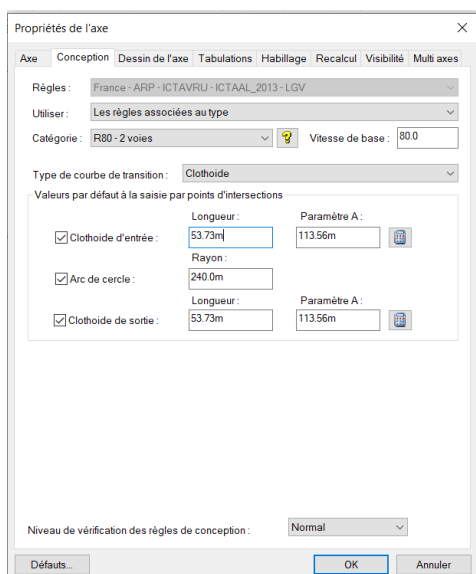 Propriétés de l'axe
Axe Conception Dessin de l'axe Tabulations Habillage Recalcul Visibilité Multi axes
Règles : France - ARP - ICTAVRU - ICTAAL_2013 - LGV
Utiliser : Les règles associées au type
Catégorie : R80 - 2 voies ? Vitesse de base : 80.0
Type de courbe de transition : Clothoide
Valeurs par défaut à la saisie par points d'intersections
Longueur : Paramètre A :
Clothoide d'entrée : 53.73m 113.56m
Rayon :
Arc de cercle : 240.0m
Longueur : Paramètre A :
Clothoide de sortie : 53.73m 113.56m
Niveau de vérification des règles de conception : Normal
Défauts... OK Annuler